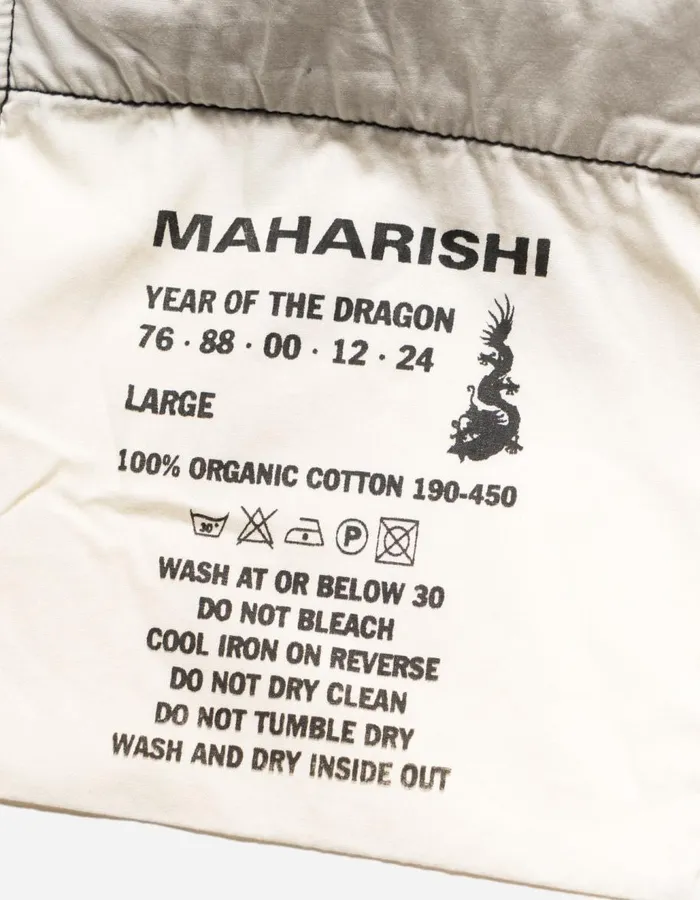 MAHARISHI
YEAR OF THE DRAGON
76 · 88 · 00 · 12 · 24
LARGE
100% ORGANIC COTTON 190-450
30° P
WASH AT OR BELOW 30
DO NOT BLEACH
COOL IRON ON REVERSE
DO NOT DRY CLEAN
DO NOT TUMBLE DRY
WASH AND DRY INSIDE OUT